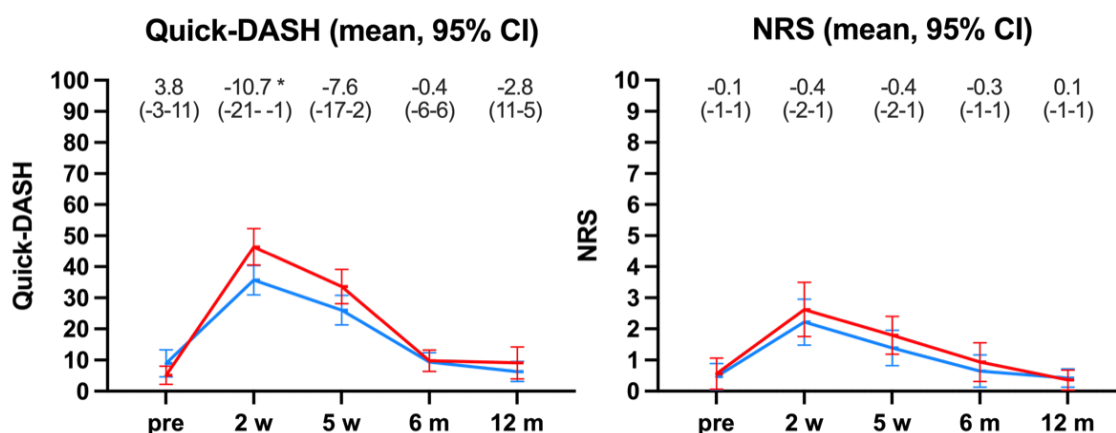 Quick-DASH (mean, 95% CI)
3.8 -10.7 * -7.6 -0.4 -2.8
(-3-11) (-21- -1) (-17-2) (-6-6) (11-5)
100
90
80
70
60
50
40
30
20
10
0
Quick-DASH
pre 2 w 5 w 6 m 12 m
NRS (mean, 95% CI)
-0.1 -0.4 -0.4 -0.3 0.1
(-1-1) (-2-1) (-2-1) (-1-1) (-1-1)
10
9
8
7
6
5
4
3
2
1
0
NRS
pre 2 w 5 w 6 m 12 m